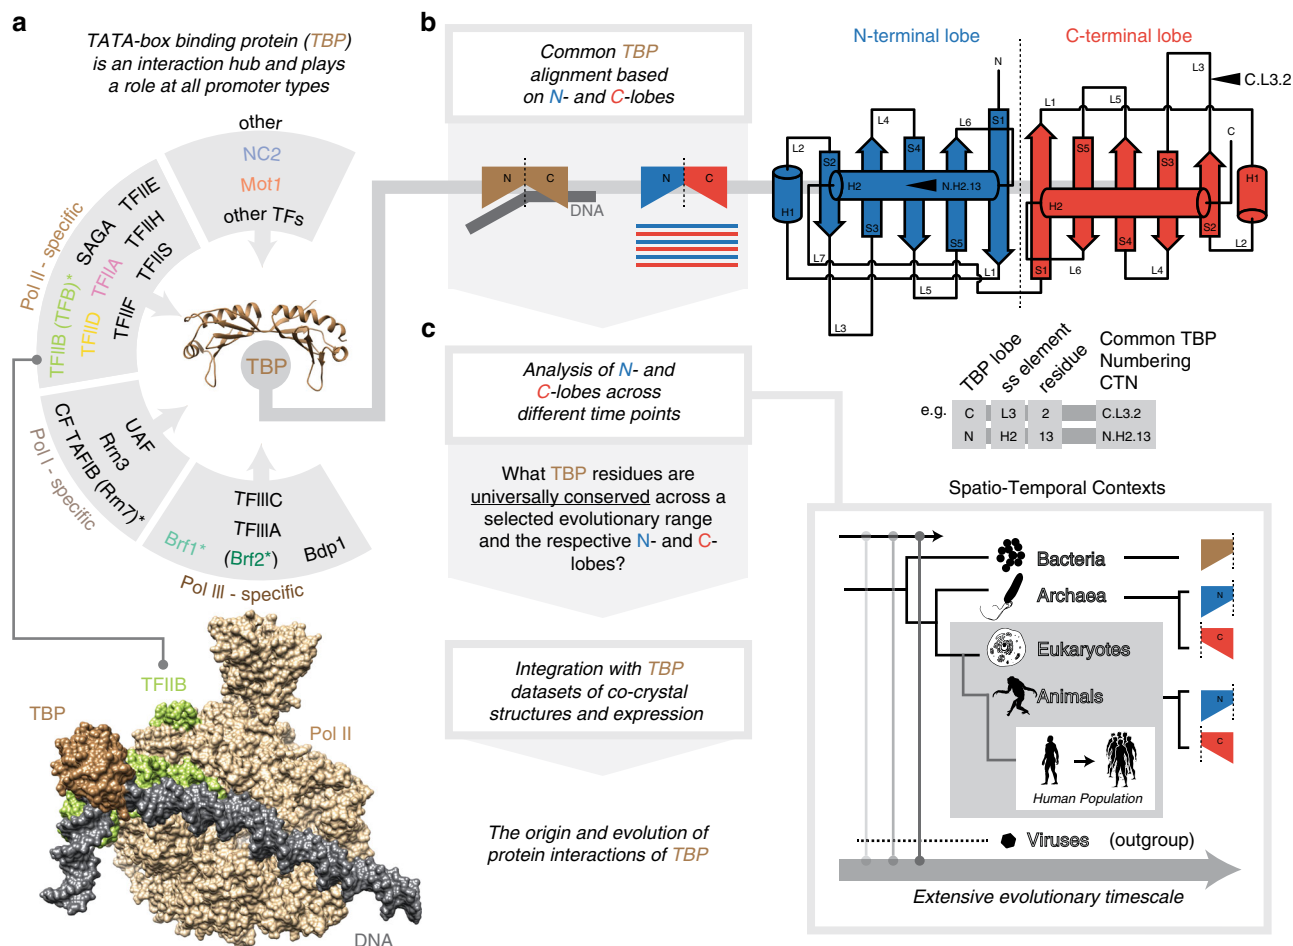 a
TATA-box binding protein (TBP)
is an interaction hub and plays
a role at all promoter types
other
NC2
Mot1
other TFs
Pol II - specific
SAGA
TFIIE
TFIIH
TFIIS
TFIIB (TFB)*
TFIIA
TFIID
TFIIF
TBP
Pol I - specific
CF TAFIB (Rrn7)*
Rrn3
UAF
TFIIIC
TFIIIA
Brf1*
(Brf2*)
Bdp1
Pol III - specific
TFIIB
TBP
Pol II
DNA
b
Common TBP
alignment based
on N- and C-lobes
N
C
DNA
N
C
N-terminal lobe
C-terminal lobe
N
L3
C.L3.2
L1
L5
L4
L6
S1
C
L2
S2
S4
S5
S3
H2
N.H2.13
H1
H1
H2
S3
S5
S4
S2
L7
L1
S1
L6
L4
L2
L5
L3
TBP lobe
ss element
residue
Common TBP
Numbering
CTN
e.g.
C
L3
2
C.L3.2
N
H2
13
N.H2.13
c
Analysis of N- and
C-lobes across
different time points
What TBP residues are
universally conserved across a
selected evolutionary range
and the respective N- and C-
lobes?
Integration with TBP
datasets of co-crystal
structures and expression
The origin and evolution of
protein interactions of TBP
Spatio-Temporal Contexts
Bacteria
Archaea
N
C
Eukaryotes
Animals
N
C
Human Population
Viruses (outgroup)
Extensive evolutionary timescale